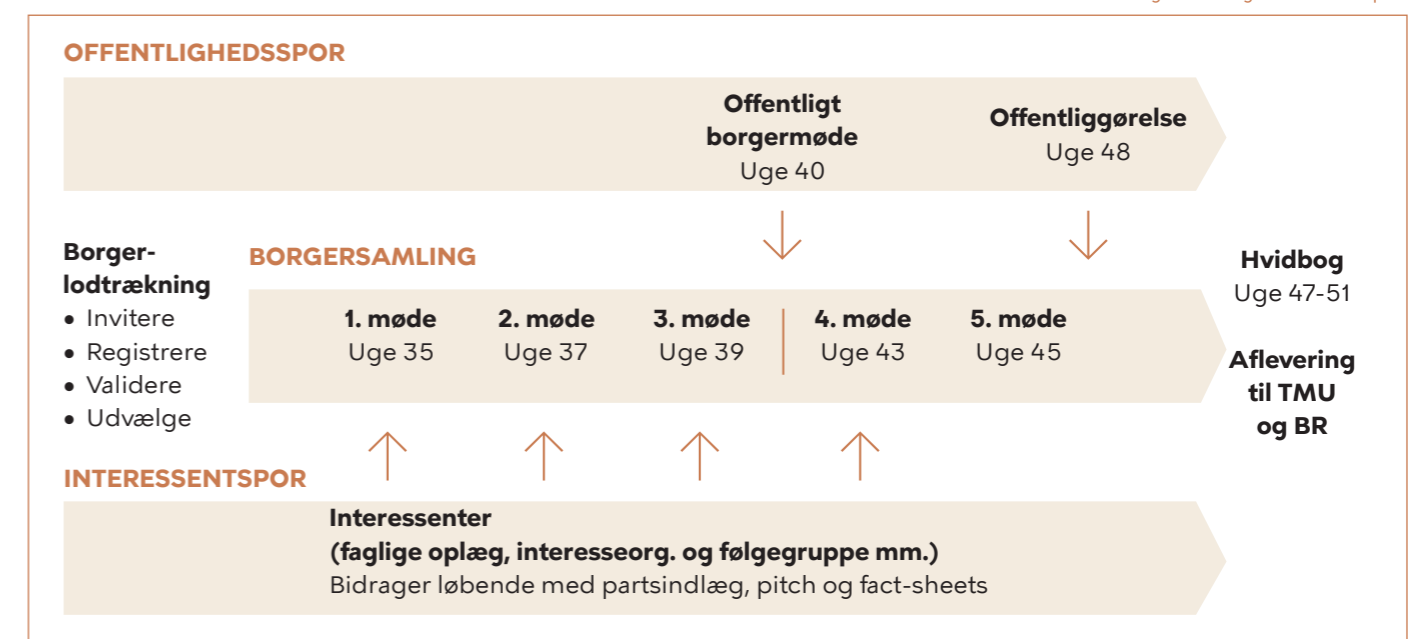 OFFENTLIGHEDSSPOR
Offentligt
borgermøde
Uge 40
Offentliggørelse
Uge 48
Borger-
lodtrækning
• Invitere
• Registrere
• Validere
• Udvælge
BORGERSAMLING
1. møde
Uge 35
2. møde
Uge 37
3. møde
Uge 39
4. møde
Uge 43
5. møde
Uge 45
Hvidbog
Uge 47-51
Aflevering
til TMU
og BR
INTERESSENTSPOR
Interessenter
(faglige oplæg, interesseorg. og følgegruppe mm.)
Bidrager løbende med partsindlæg, pitch og fact-sheets